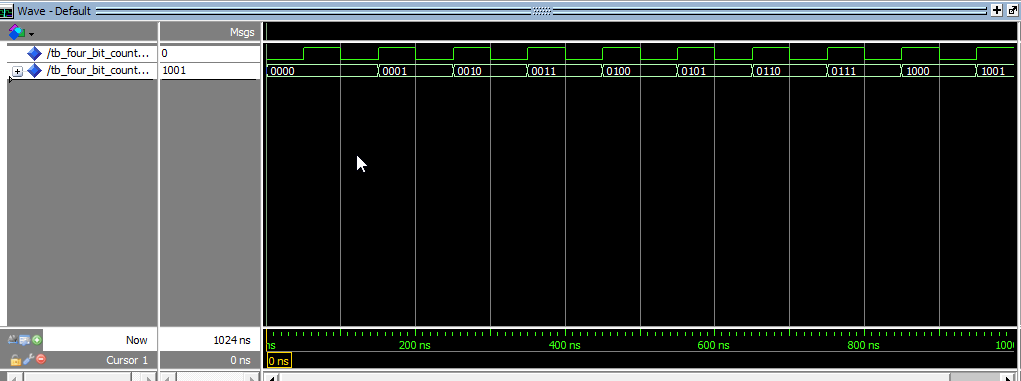 Wave - Default
Msgs
/tb_four_bit_count... 0
/tb_four_bit_count... 1001 0000 0001 0010 0011 0100 0101 0110 0111 1000 1001
Now 1024 ns ns 200 ns 400 ns 600 ns 800 ns 1000
Cursor 1 0 ns 0 ns